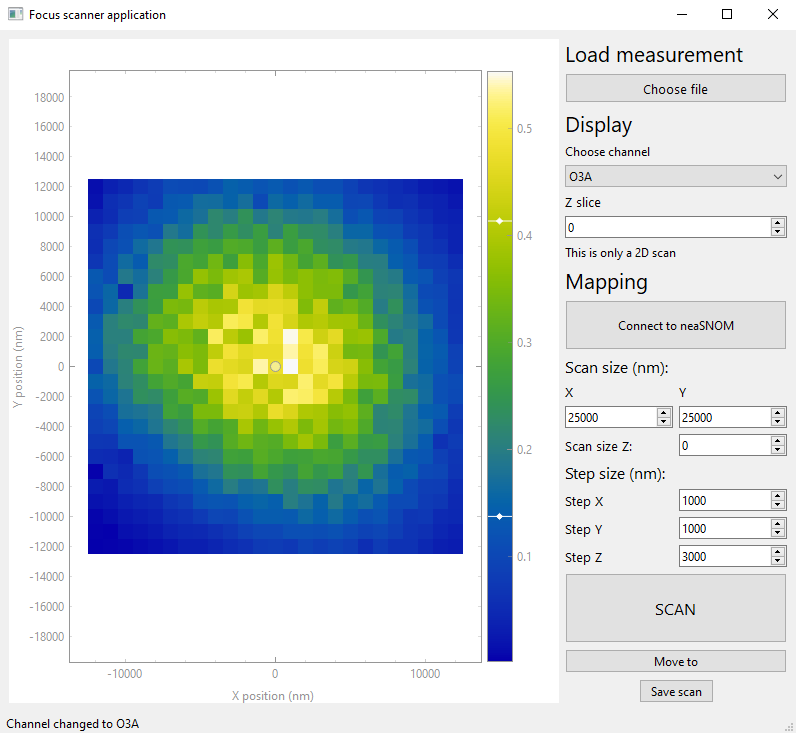 Focus scanner application
Load measurement
Choose file
Display
Choose channel
O3A
Z slice
0
This is only a 2D scan
Mapping
Connect to neaSNOM
Scan size (nm):
X Y
25000 25000
Scan size Z: 0
Step size (nm):
Step X 1000
Step Y 1000
Step Z 3000
SCAN
Move to
Save scan
Y position (nm)
18000
16000
14000
12000
10000
8000
6000
4000
2000
0
-2000
-4000
-6000
-8000
-10000
-12000
-14000
-16000
-18000
-10000 0 10000
X position (nm)
0.5
0.4
0.3
0.2
0.1
Channel changed to O3A